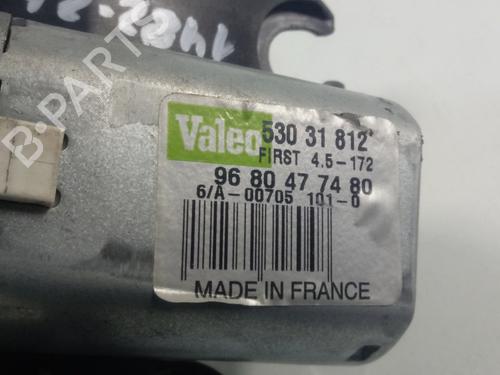 Valeo 530 31 812*
FIRST 4.5-172
96 80 47 74 80
6/A-00705 101-0
MADE IN FRANCE
B-PARTS